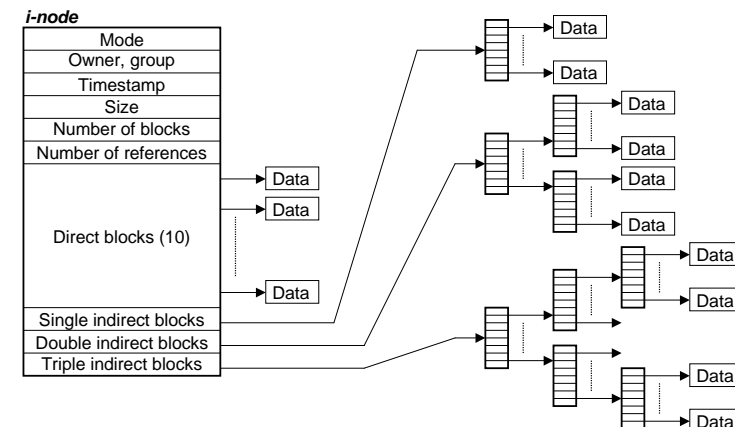 i-node
Mode
Owner, group
Timestamp
Size
Number of blocks
Number of references
Direct blocks (10)
Single indirect blocks
Double indirect blocks
Triple indirect blocks
Data
Data
Data
Data
Data
Data
Data
Data
Data
Data
Data
Data
Data